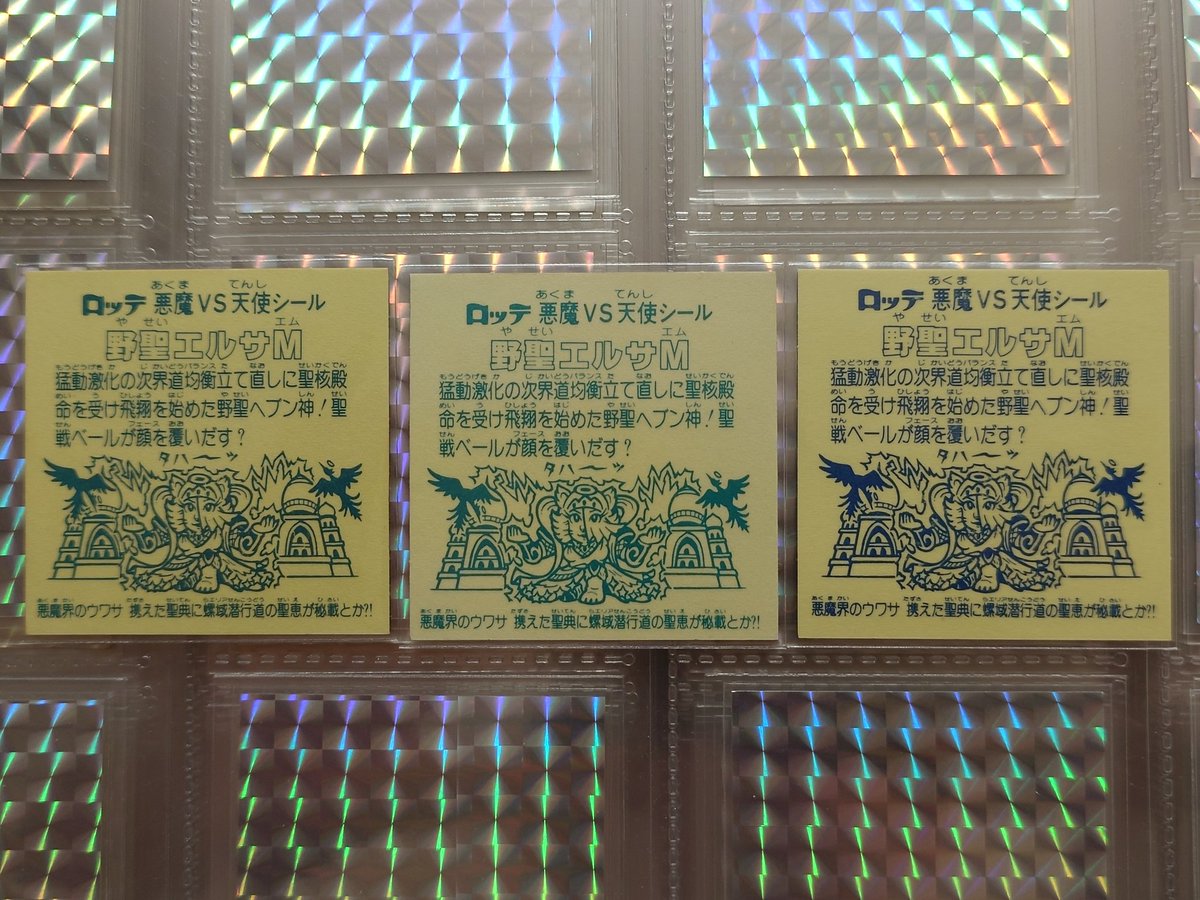 ロッテ 悪魔VS天使シール
野聖エルサM
猛動激化の次界道均衡立て直しに聖核殿
命を受け飛翔を始めた野聖ヘブン神!聖
戦ベールが顔を覆いだす?
タハーッ
悪魔界のウワサ 携えた聖典に螺域潜行道の聖恵が秘載とか?!
ロッテ 悪魔VS天使シール
野聖エルサM
猛動激化の次界道均衡立て直しに聖核殿
命を受け飛翔を始めた野聖ヘブン神!聖
戦ベールが顔を覆いだす?
タハーッ
悪魔界のウワサ 携えた聖典に螺域潜行道の聖恵が秘載とか?!
ロッテ 悪魔VS天使シール
野聖エルサM
猛動激化の次界道均衡立て直しに聖核殿
命を受け飛翔を始めた野聖ヘブン神!聖
戦ベールが顔を覆いだす?
タハーッ
悪魔界のウワサ 携えた聖典に螺域潜行道の聖恵が秘載とか?!